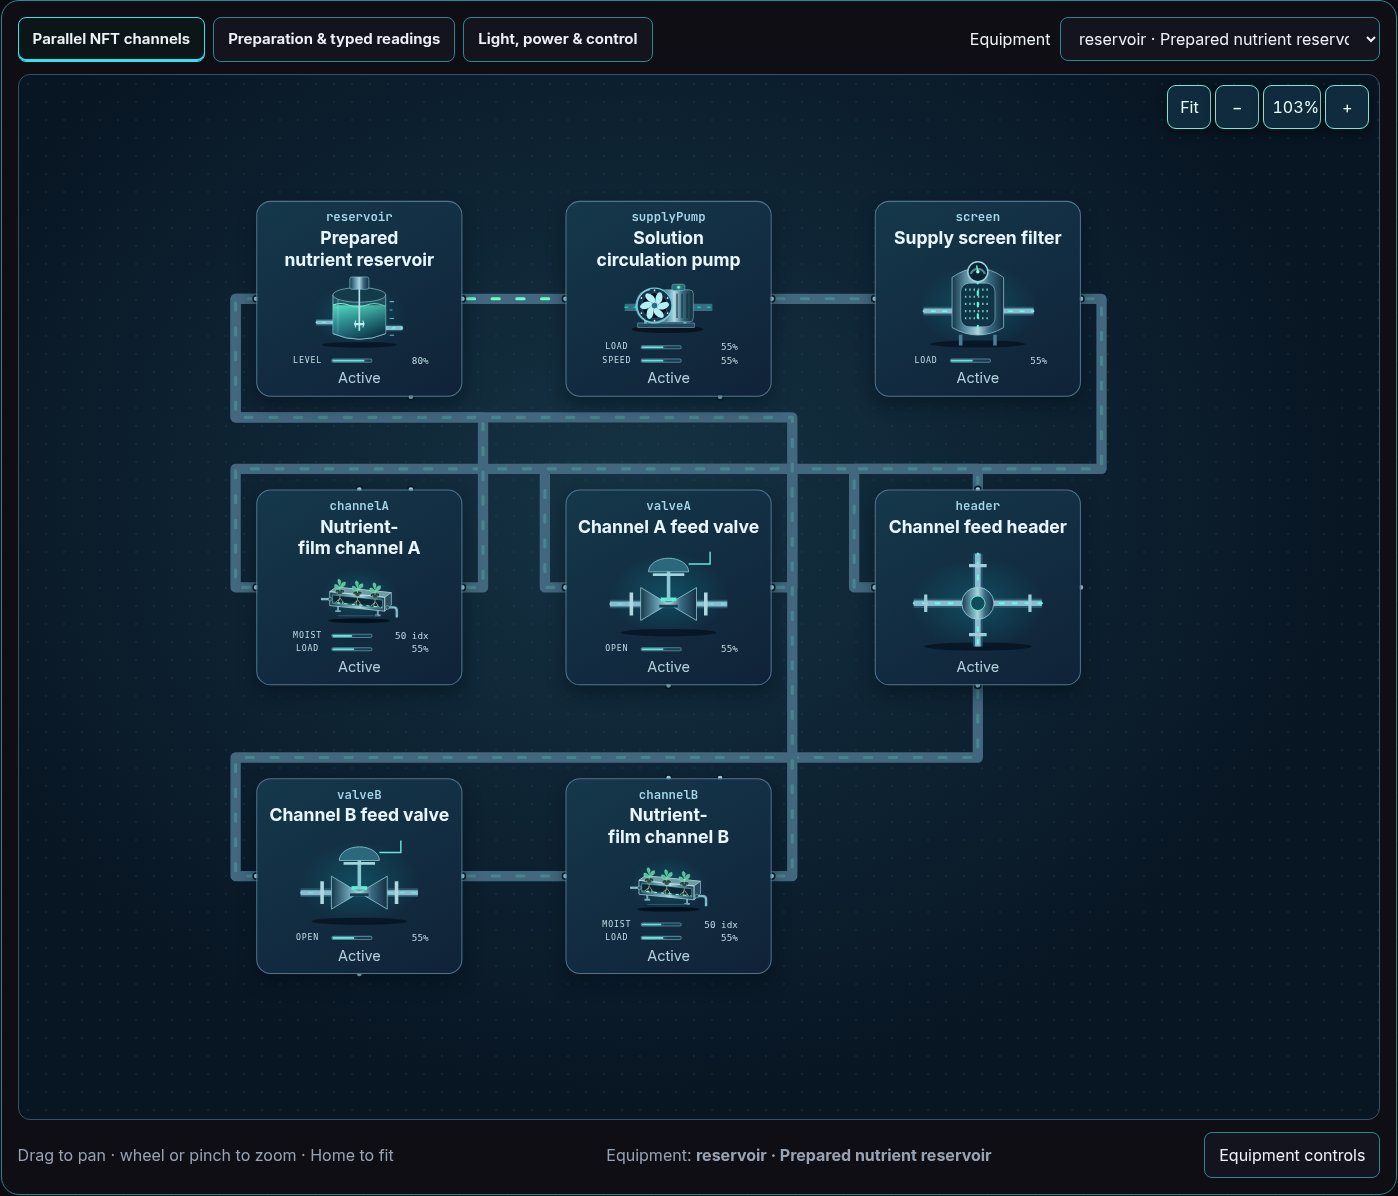 Parallel NFT channels
Preparation & typed readings
Light, power & control
Equipment
reservoir · Prepared nutrient reserv
Fit
−
103%
+
reservoir
Prepared
nutrient reservoir
LEVEL 80%
Active
supplyPump
Solution
circulation pump
LOAD 55%
SPEED 55%
Active
screen
Supply screen filter
LOAD 55%
Active
channelA
Nutrient-
film channel A
MOIST 50 idx
LOAD 55%
Active
valveA
Channel A feed valve
OPEN 55%
Active
header
Channel feed header
Active
valveB
Channel B feed valve
OPEN 55%
Active
channelB
Nutrient-
film channel B
MOIST 50 idx
LOAD 55%
Active
Drag to pan · wheel or pinch to zoom · Home to fit
Equipment: reservoir · Prepared nutrient reservoir
Equipment controls